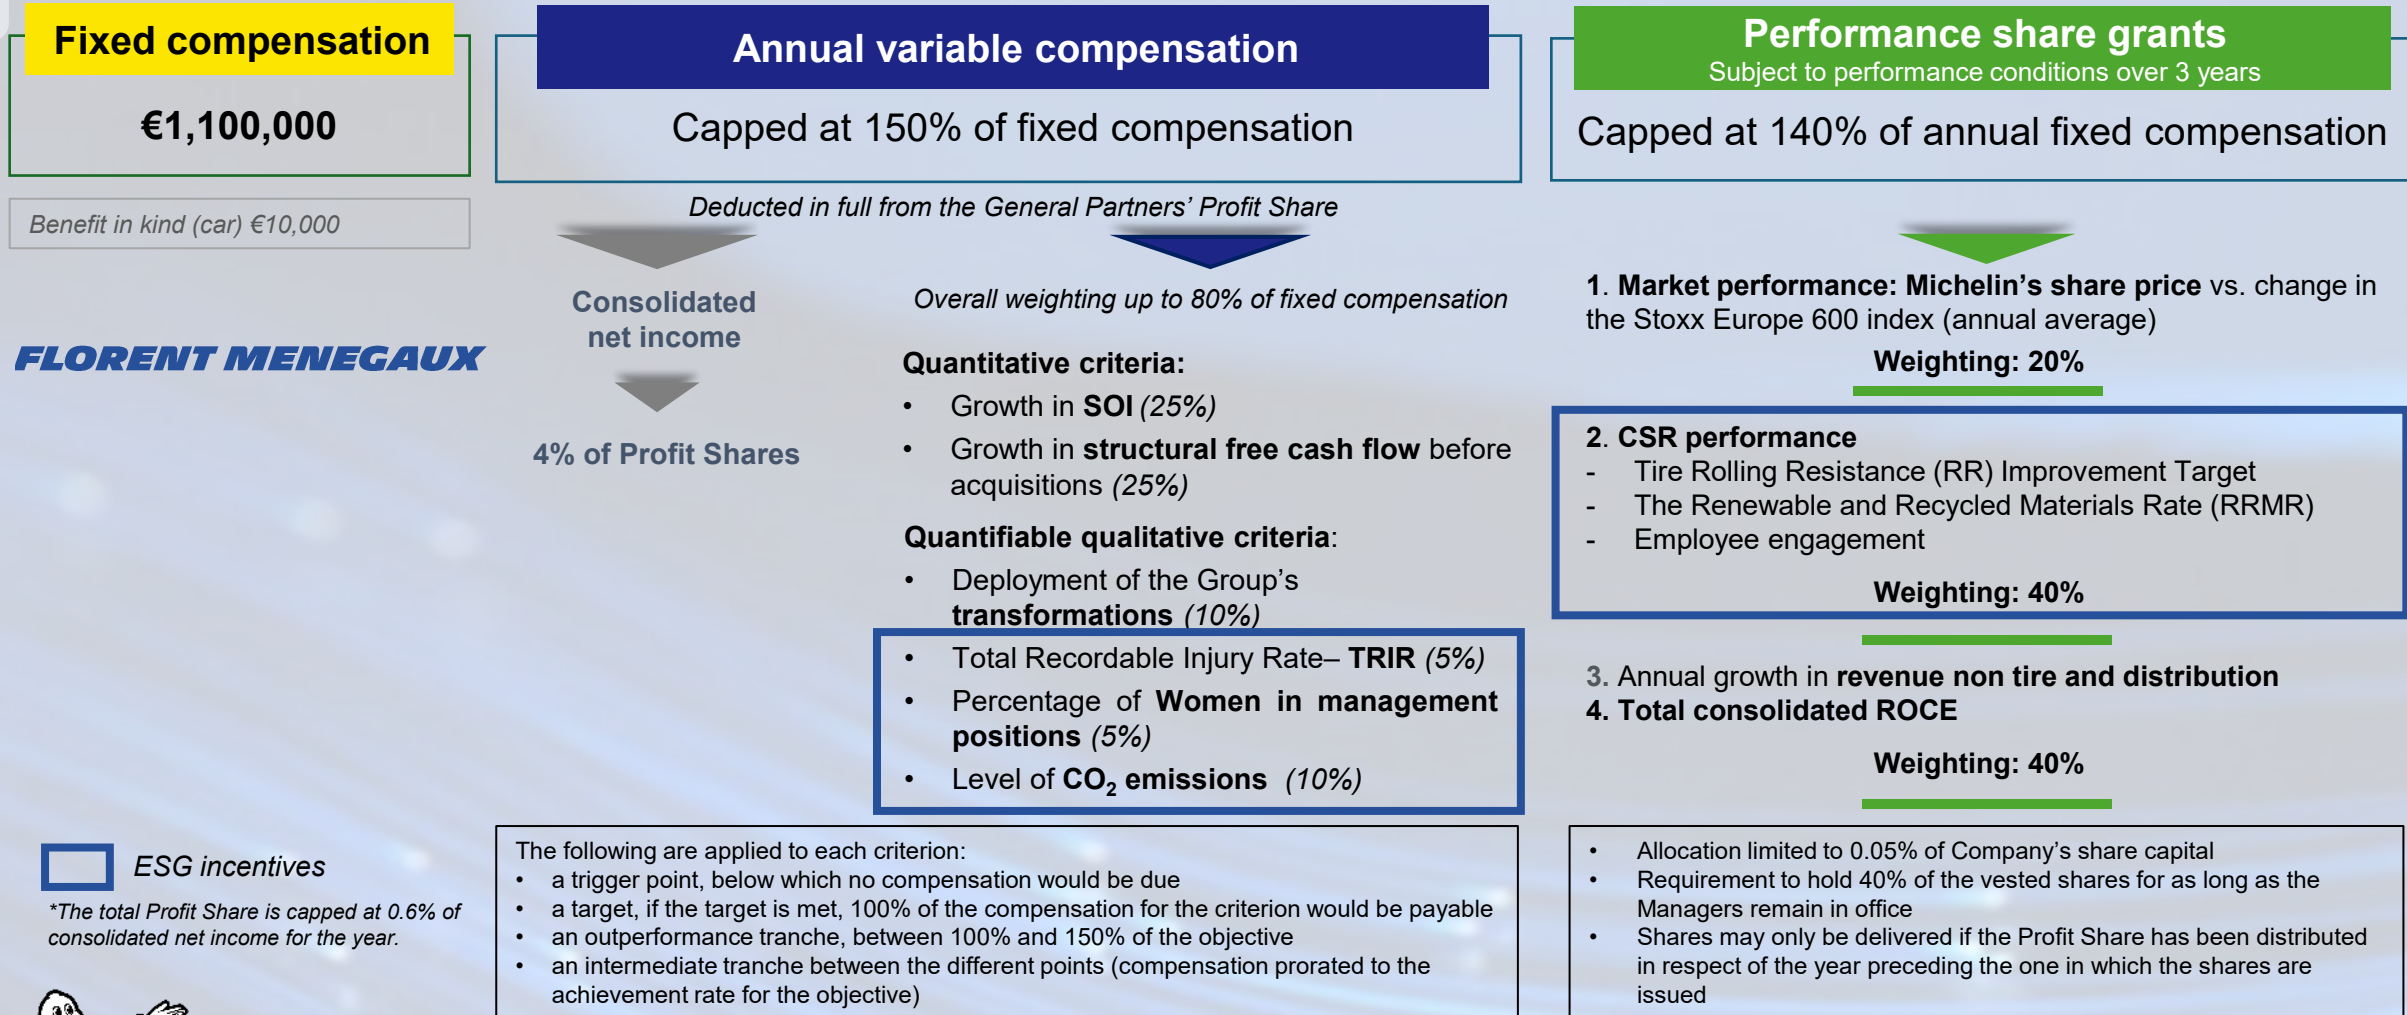 Fixed compensation
€1,100,000
Benefit in kind (car) €10,000
FLORENT MENEGAUX
Annual variable compensation
Capped at 150% of fixed compensation
Deducted in full from the General Partners’ Profit Share
Consolidated
net income
4% of Profit Shares
Overall weighting up to 80% of fixed compensation
Quantitative criteria:
• Growth in SOI (25%)
• Growth in structural free cash flow before
acquisitions (25%)
Quantifiable qualitative criteria:
• Deployment of the Group’s
transformations (10%)
• Total Recordable Injury Rate– TRIR (5%)
• Percentage of Women in management
positions (5%)
• Level of CO₂ emissions (10%)
Performance share grants
Subject to performance conditions over 3 years
Capped at 140% of annual fixed compensation
1. Market performance: Michelin’s share price vs. change in
the Stoxx Europe 600 index (annual average)
Weighting: 20%
2. CSR performance
- Tire Rolling Resistance (RR) Improvement Target
- The Renewable and Recycled Materials Rate (RRMR)
- Employee engagement
Weighting: 40%
3. Annual growth in revenue non tire and distribution
4. Total consolidated ROCE
Weighting: 40%
ESG incentives
*The total Profit Share is capped at 0.6% of
consolidated net income for the year.
The following are applied to each criterion:
• a trigger point, below which no compensation would be due
• a target, if the target is met, 100% of the compensation for the criterion would be payable
• an outperformance tranche, between 100% and 150% of the objective
• an intermediate tranche between the different points (compensation prorated to the
achievement rate for the objective)
• Allocation limited to 0.05% of Company’s share capital
• Requirement to hold 40% of the vested shares for as long as the
Managers remain in office
• Shares may only be delivered if the Profit Share has been distributed
in respect of the year preceding the one in which the shares are
issued